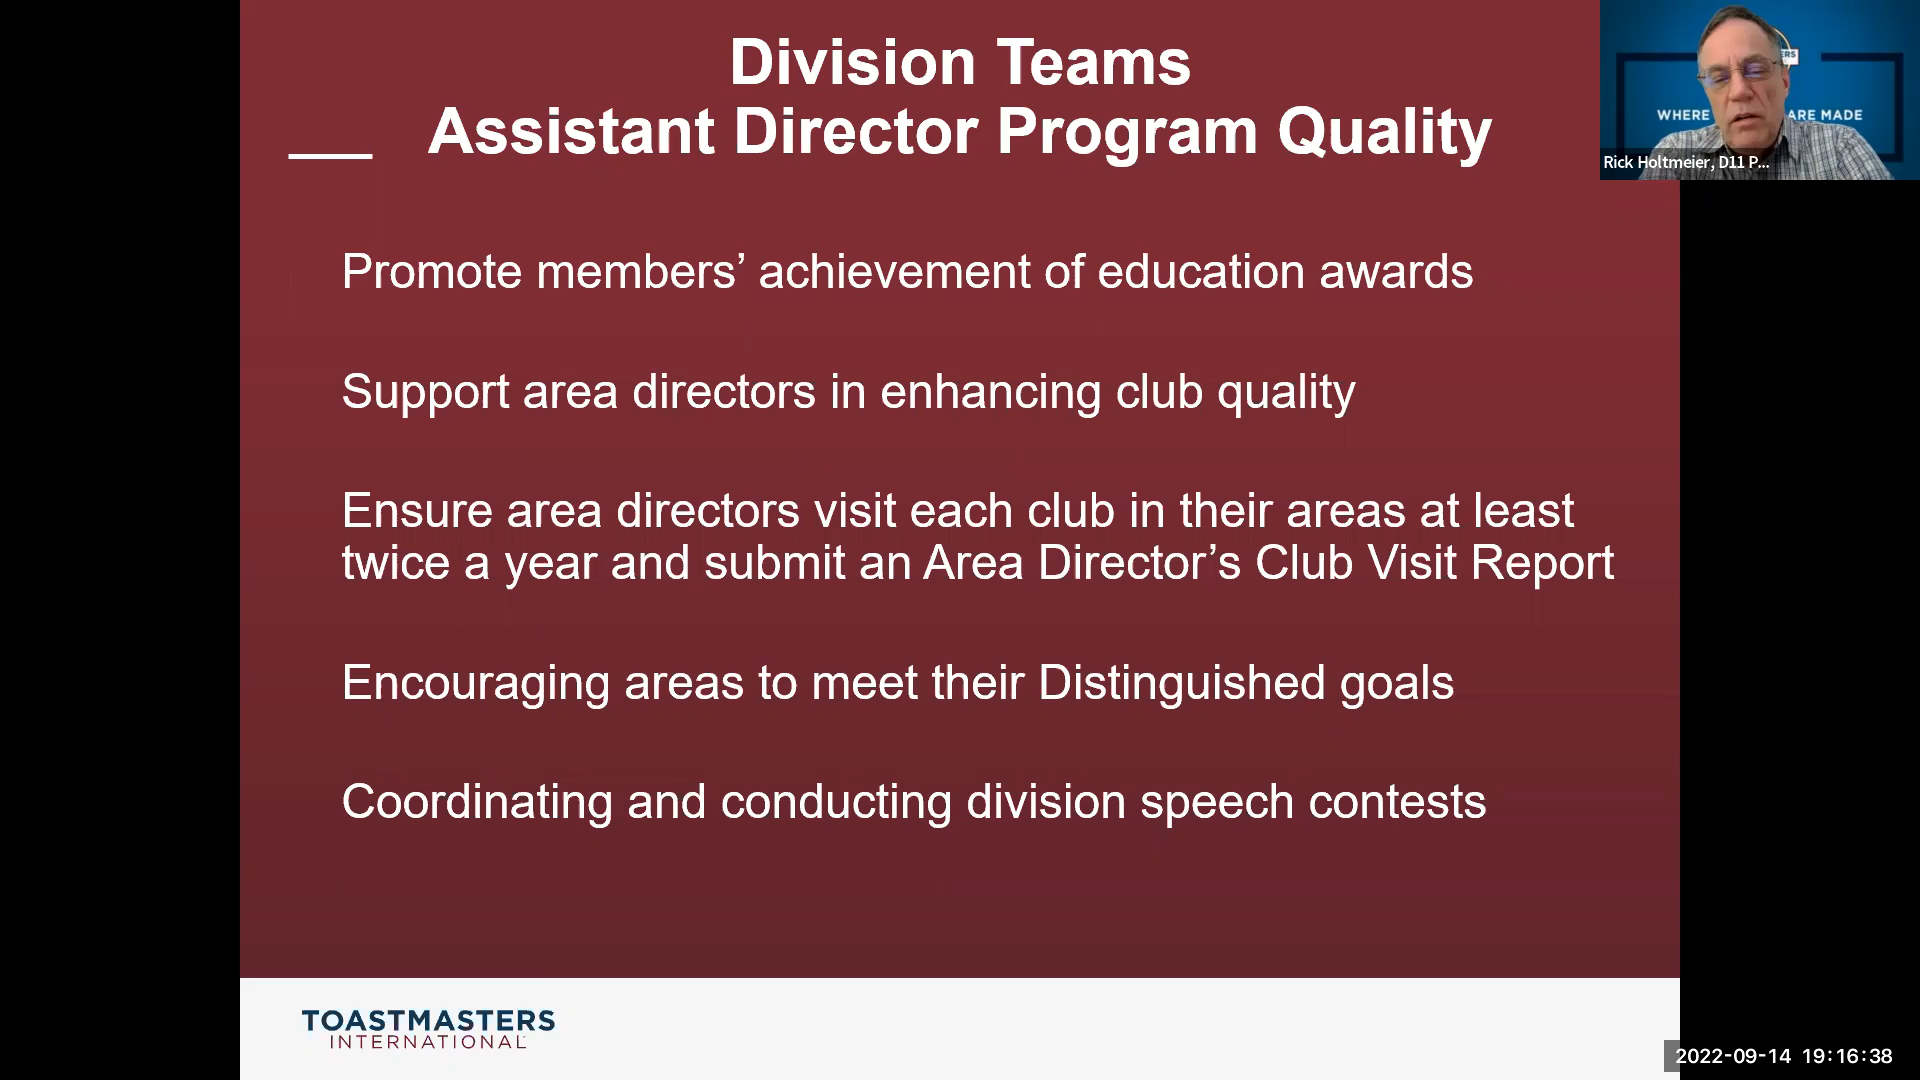 Division Teams
Assistant Director Program Quality
Promote members’ achievement of education awards
Support area directors in enhancing club quality
Ensure area directors visit each club in their areas at least
twice a year and submit an Area Director’s Club Visit Report
Encouraging areas to meet their Distinguished goals
Coordinating and conducting division speech contests
TOASTMASTERS
INTERNATIONAL
WHERE ARE MADE
Rick Holtmeier, D11 P...
2022-09-14 19:16:38